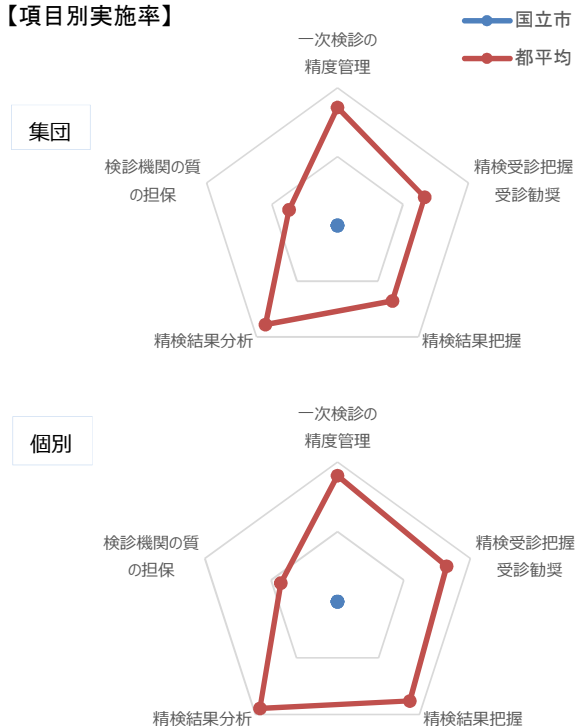 【項目別実施率】
国立市
都平均
集団
一次検診の
精度管理
精検受診把握
受診勧奨
精検結果把握
精検結果分析
検診機関の質
の担保
個別
一次検診の
精度管理
精検受診把握
受診勧奨
精検結果把握
精検結果分析
検診機関の質
の担保